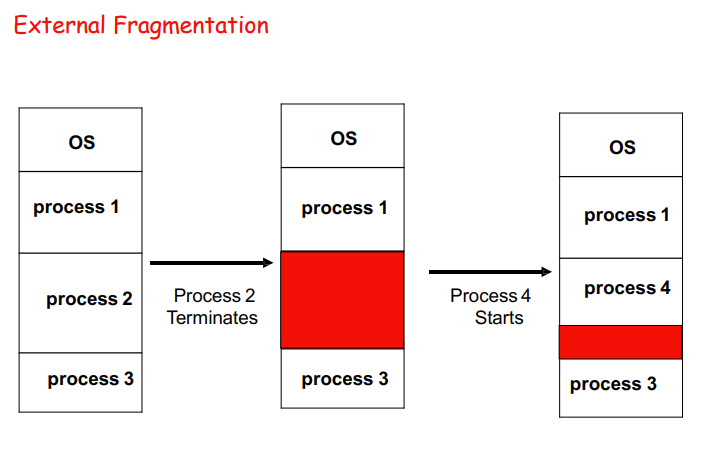 External Fragmentation
OS
process 1
process 2
process 3
Process 2
Terminates
OS
process 1
process 3
Process 4
Starts
OS
process 1
process 4
process 3